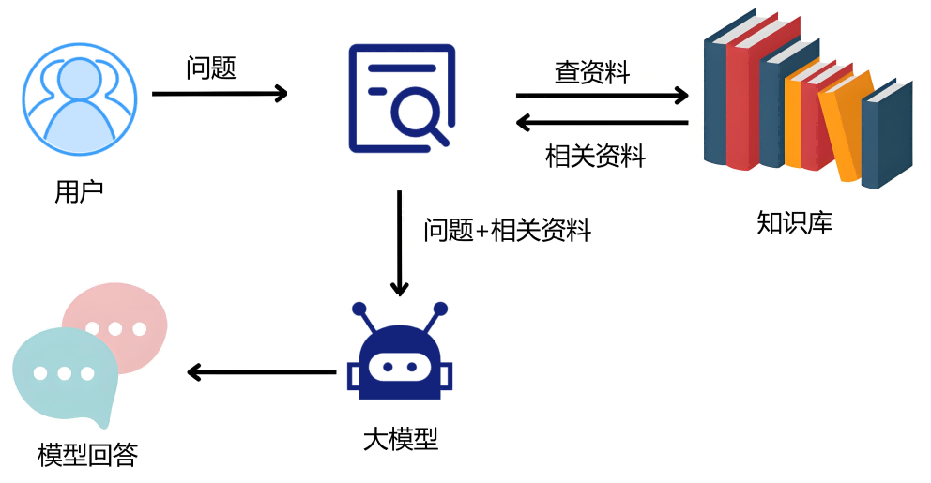 问题
查资料
相关资料
用户
知识库
问题+相关资料
模型回答
大模型